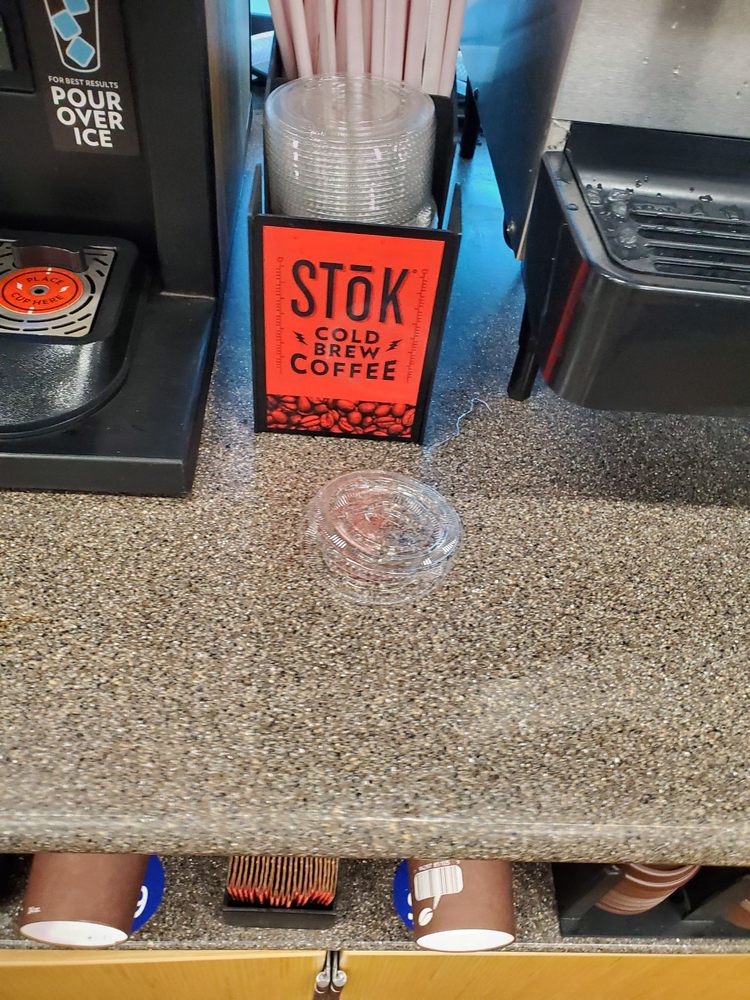 FOR BEST RESULTS
POUR
OVER
ICE
PLACE
CUP HERE
STōK
COLD
BREW
COFFEE